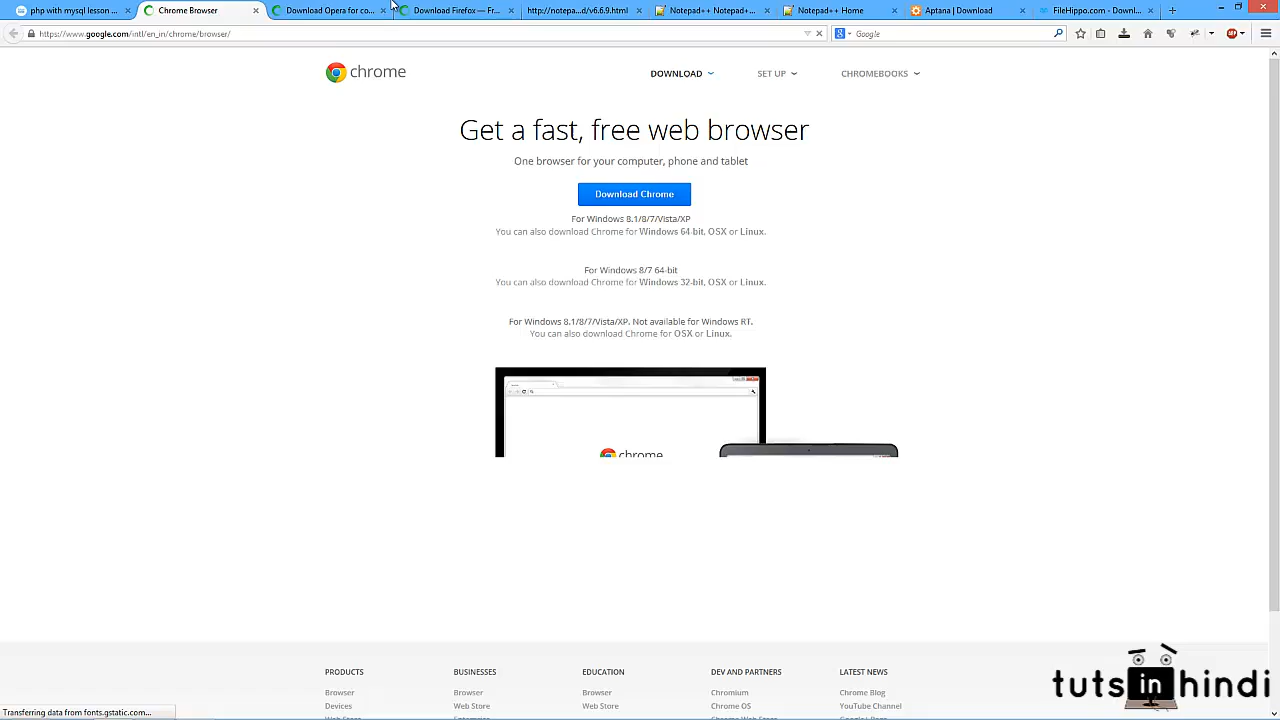 php with mysql lesson ...
Chrome Browser
Download Opera for co...
Download Firefox — Fr...
http://notepa...d/v6.6.9.html
Notepad++ Notepad+...
Notepad++ Home
Aptana | Download
FileHippo.com - Downl...
https://www.google.com/intl/en_in/chrome/browser/
Google
chrome
DOWNLOAD
SET UP
CHROMEBOOKS
Get a fast, free web browser
One browser for your computer, phone and tablet
Download Chrome
For Windows 8.1/8/7/Vista/XP
You can also download Chrome for Windows 64-bit, OSX or Linux.
For Windows 8/7 64-bit
You can also download Chrome for Windows 32-bit, OSX or Linux.
For Windows 8.1/8/7/Vista/XP. Not available for Windows RT.
You can also download Chrome for OSX or Linux.
chrome
PRODUCTS
BUSINESSES
EDUCATION
DEV AND PARTNERS
LATEST NEWS
Browser
Browser
Browser
Chromium
Chrome Blog
Devices
Web Store
Web Store
Chrome OS
YouTube Channel
Chrome Web Store
Transferring data from fonts.gstatic.com...
tuts in hindi